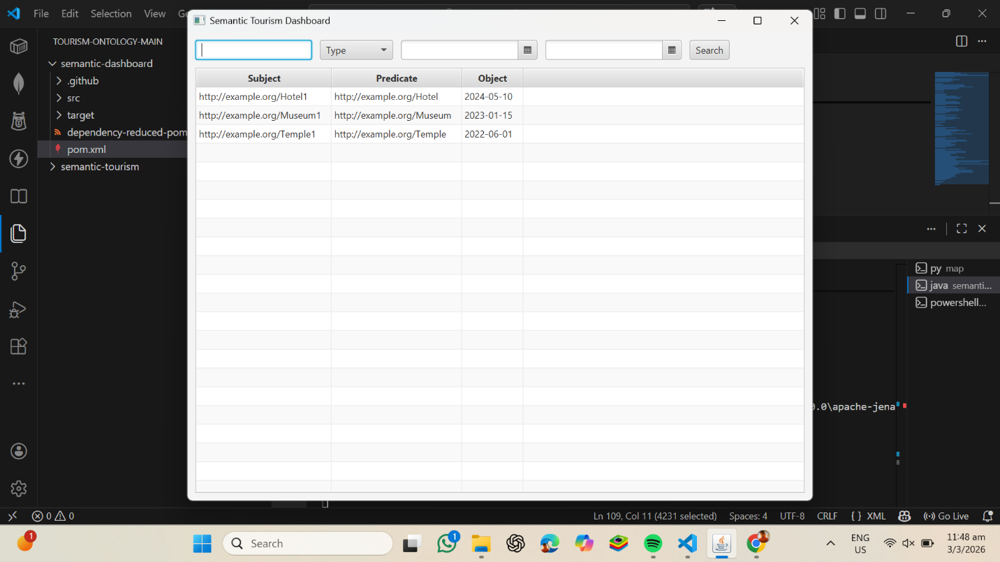 File Edit Selection View
Semantic Tourism Dashboard
TOURISM-ONTOLOGY-MAIN
semantic-dashboard
.github
src
target
dependency-reduced-pom
pom.xml
semantic-tourism
Type
Search
Subject Predicate Object
http://example.org/Hotel1 http://example.org/Hotel 2024-05-10
http://example.org/Museum1 http://example.org/Museum 2023-01-15
http://example.org/Temple1 http://example.org/Temple 2022-06-01
py map
java semanti...
powershell...
0.0\apache-jena
0 0
Ln 109, Col 11 (4231 selected) Spaces: 4 UTF-8 CRLF { } XML Go Live
1
Search
1
ENG
US
11:48 am
3/3/2026